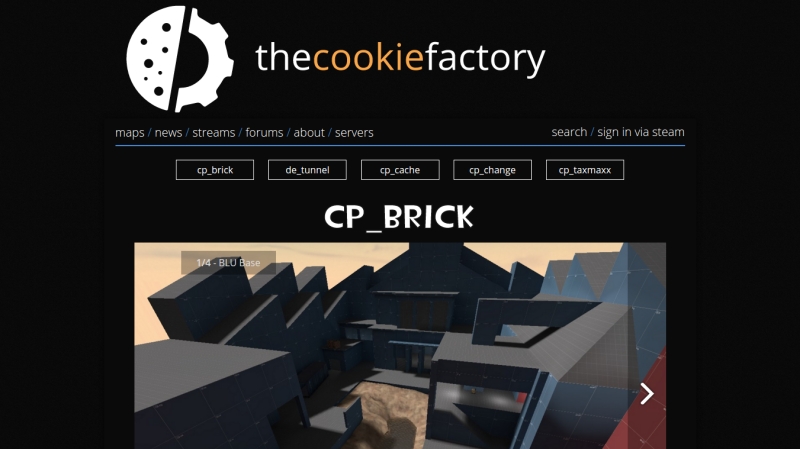 thecookiefactory
maps / news / streams / forums / about / servers
search / sign in via steam
cp_brick
de_tunnel
cp_cache
cp_change
cp_taxmaxx
CP_BRICK
1/4 - BLU Base